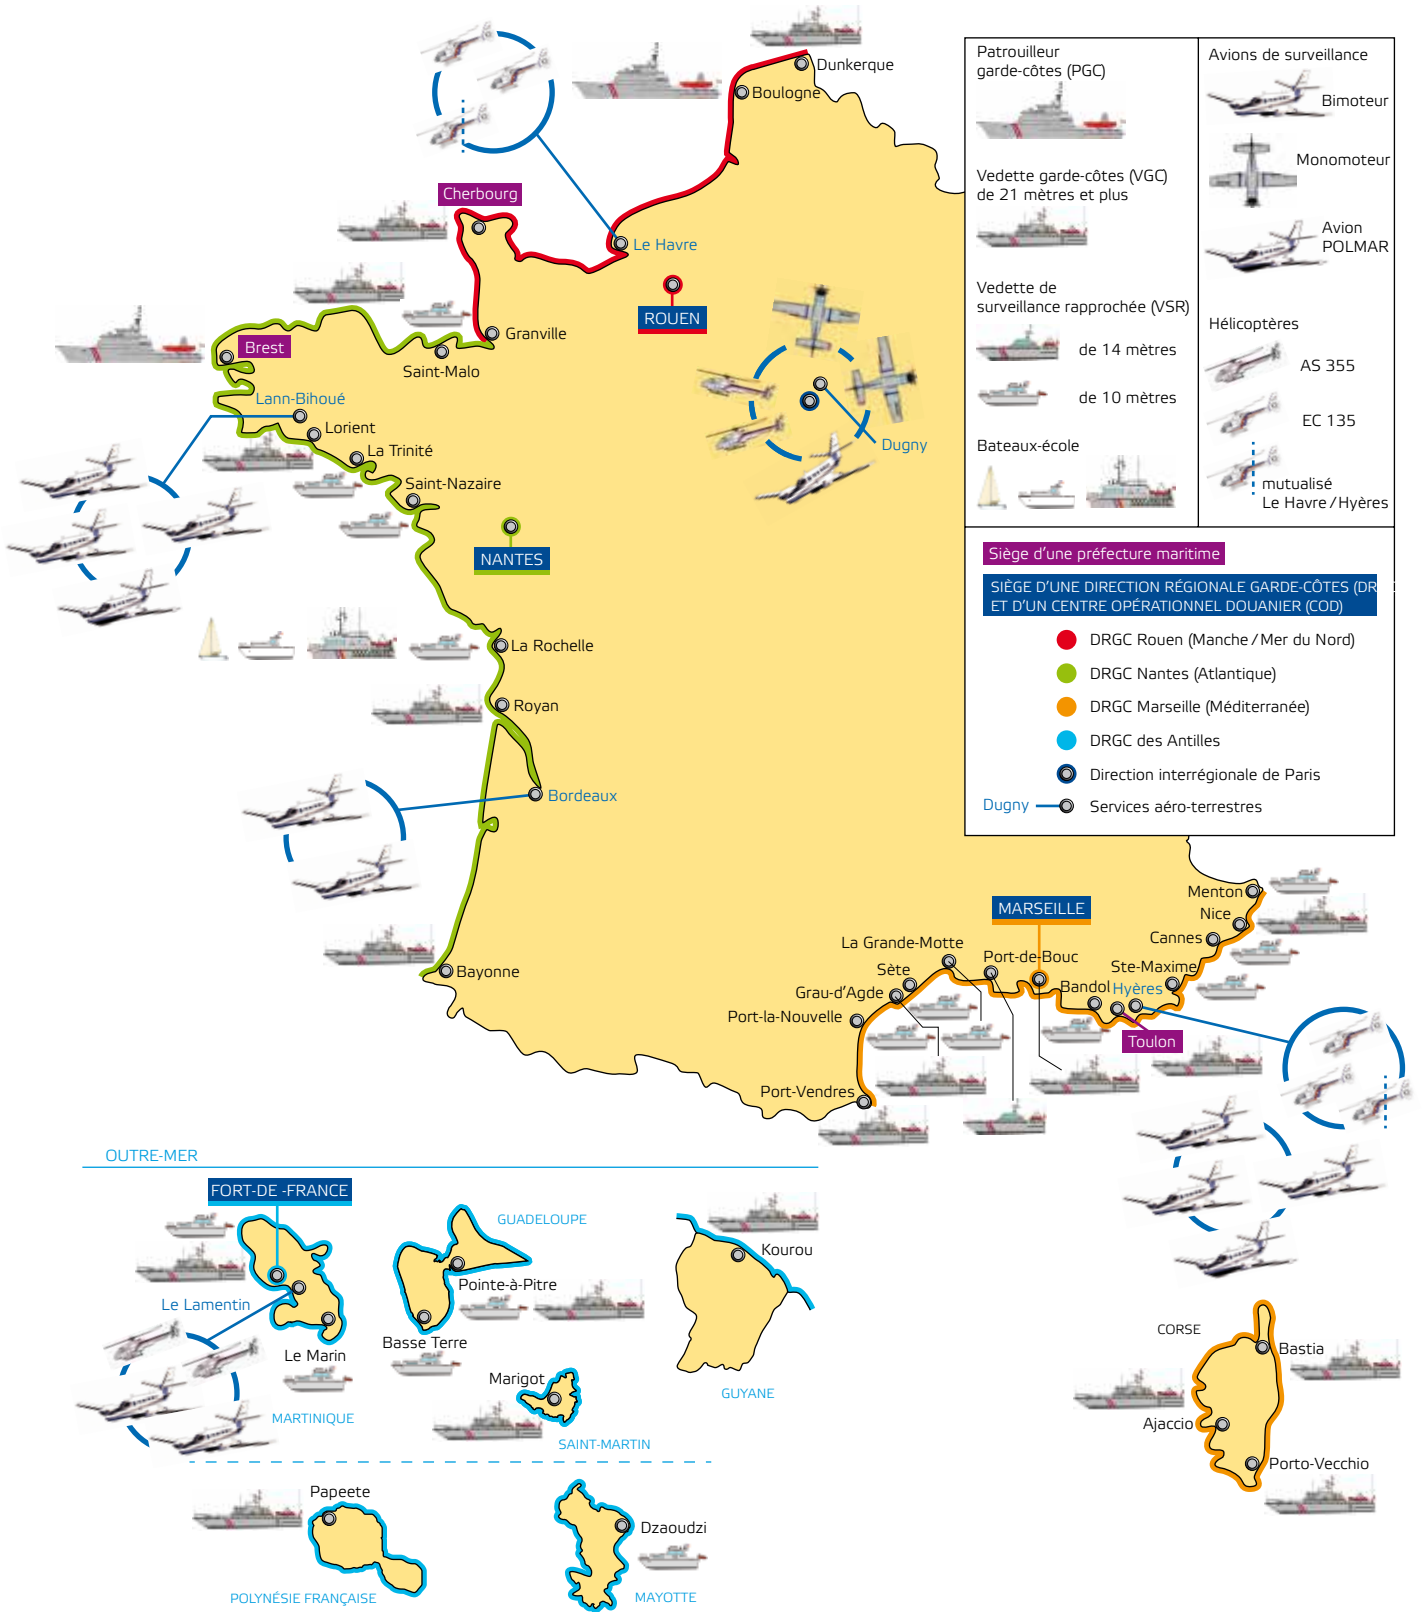 Dunkerque
Boulogne
Cherbourg
Le Havre
ROUEN
Granville
Saint-Malo
Brest
Lann-Bihoué
Lorient
La Trinité
Saint-Nazaire
NANTES
Dugny
La Rochelle
Royan
Bordeaux
Bayonne
Patrouilleur
garde-côtes (PGC)
Vedette garde-côtes (VGC)
de 21 mètres et plus
Vedette de
surveillance rapprochée (VSR)
de 14 mètres
de 10 mètres
Bateaux-école
Avions de surveillance
Bimoteur
Monomoteur
Avion
POLMAR
Hélicoptères
AS 355
EC 135
mutualisé
Le Havre / Hyères
Siège d'une préfecture maritime
SIÈGE D'UNE DIRECTION RÉGIONALE GARDE-CÔTES (DRGC)
ET D'UN CENTRE OPÉRATIONNEL DOUANIER (COD)
DRGC Rouen (Manche / Mer du Nord)
DRGC Nantes (Atlantique)
DRGC Marseille (Méditerranée)
DRGC des Antilles
Direction interrégionale de Paris
Dugny
Services aéro-terrestres
Menton
Nice
Cannes
Ste-Maxime
Hyères
Bandol
Toulon
MARSEILLE
Port-de-Bouc
La Grande-Motte
Sète
Grau-d'Agde
Port-la-Nouvelle
Port-Vendres
OUTRE-MER
FORT-DE -FRANCE
Le Lamentin
Le Marin
MARTINIQUE
GUADELOUPE
Pointe-à-Pitre
Basse Terre
Marigot
SAINT-MARTIN
Kourou
GUYANE
CORSE
Bastia
Ajaccio
Porto-Vecchio
Papeete
POLYNÉSIE FRANÇAISE
Dzaoudzi
MAYOTTE